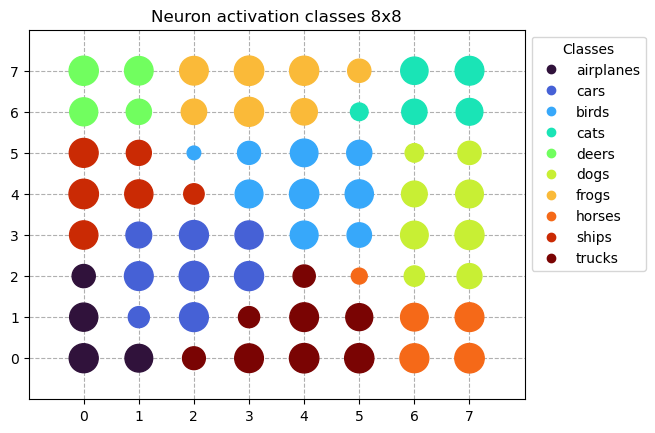 Neuron activation classes 8x8
7
6
5
4
3
2
1
0
0 1 2 3 4 5 6 7
Classes
airplanes
cars
birds
cats
deers
dogs
frogs
horses
ships
trucks